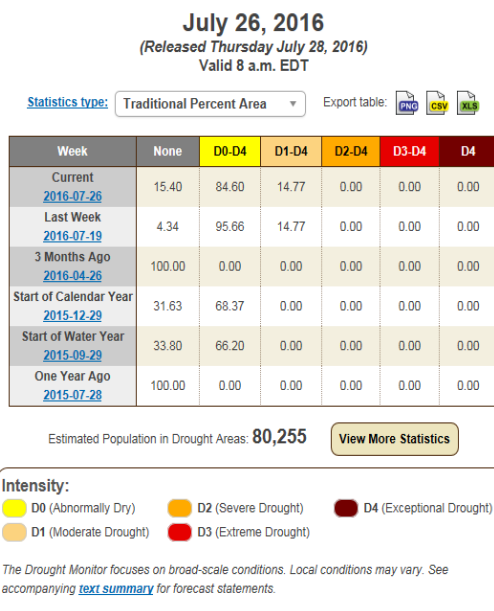 July 26, 2016
(Released Thursday July 28, 2016)
Valid 8 a.m. EDT
Statistics type: Traditional Percent Area Export table: PNG CSV XLS
Week None D0-D4 D1-D4 D2-D4 D3-D4 D4
Current
2016-07-26 15.40 84.60 14.77 0.00 0.00 0.00
Last Week
2016-07-19 4.34 95.66 14.77 0.00 0.00 0.00
3 Months Ago
2016-04-26 100.00 0.00 0.00 0.00 0.00 0.00
Start of Calendar Year
2015-12-29 31.63 68.37 0.00 0.00 0.00 0.00
Start of Water Year
2015-09-29 33.80 66.20 0.00 0.00 0.00 0.00
One Year Ago
2015-07-28 100.00 0.00 0.00 0.00 0.00 0.00
Estimated Population in Drought Areas: 80,255 View More Statistics
Intensity:
D0 (Abnormally Dry) D2 (Severe Drought) D4 (Exceptional Drought)
D1 (Moderate Drought) D3 (Extreme Drought)
The Drought Monitor focuses on broad-scale conditions. Local conditions may vary. See
accompanying text summary for forecast statements.